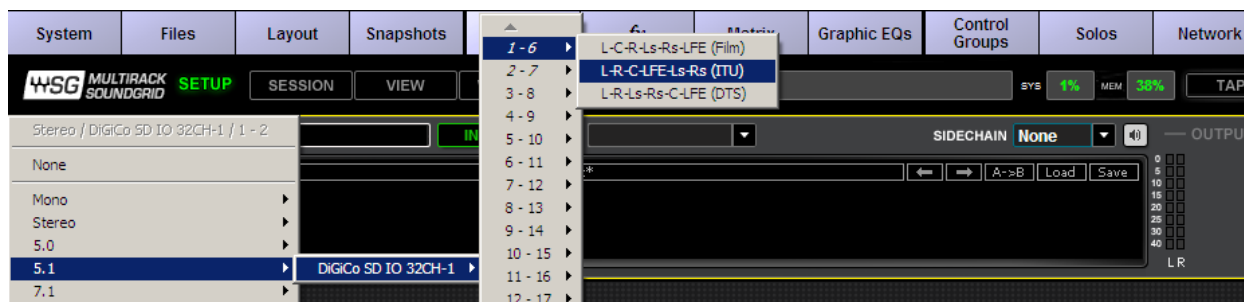 System
Files
Layout
Snapshots
Matrix
Graphic EQs
Control
Groups
Solos
Network
WSG MULTIRACK
SOUNDGRID
SETUP
SESSION
VIEW
SYS 1% MEM 38%
TAP
1-6
2 - 7
3 - 8
4 - 9
5 - 10
6 - 11
7 - 12
8 - 13
9 - 14
10 - 15
11 - 16
12 - 17
L-C-R-Ls-Rs-LFE (Film)
L-R-C-LFE-Ls-Rs (ITU)
L-R-Ls-Rs-C-LFE (DTS)
Stereo / DiGiCo SD IO 32CH-1 / 1 - 2
None
Mono
Stereo
5.0
5.1
DiGiCo SD IO 32CH-1
7.1
IN
SIDECHAIN None
OUTPU
A->B
Load
Save
0
5
10
15
20
25
30
40
L R